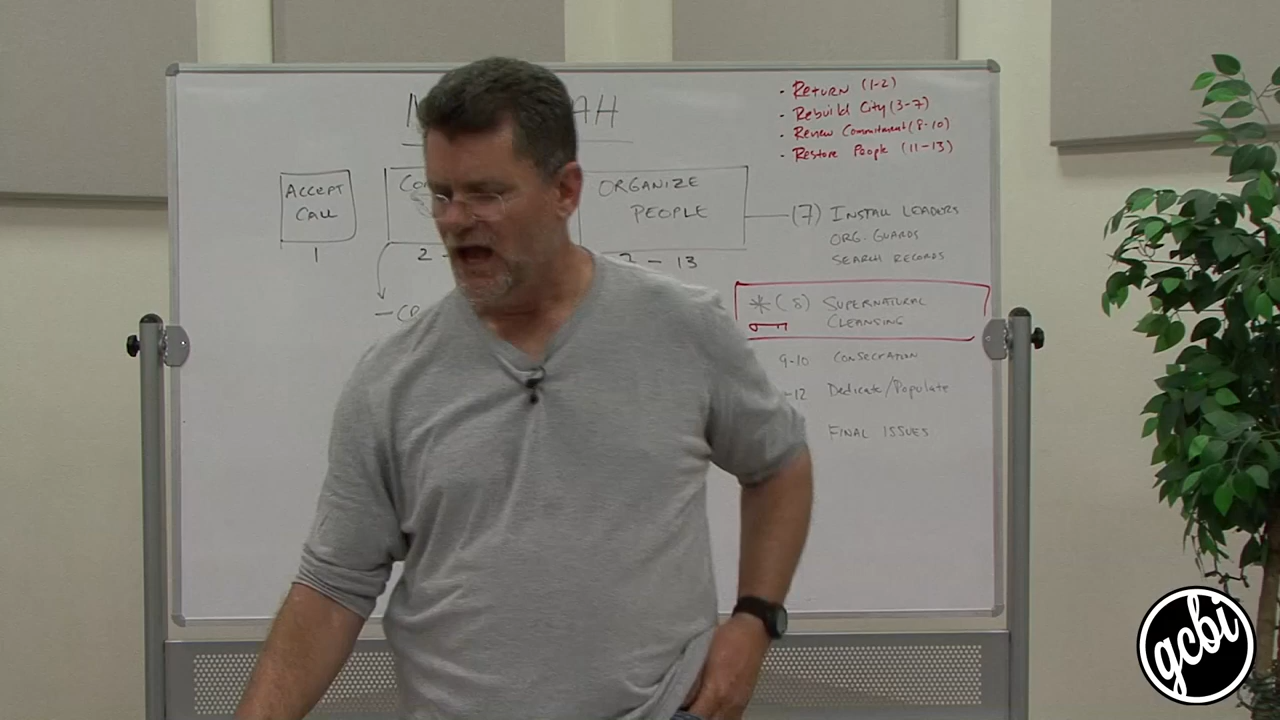 AH
· Return (1-2)
· Rebuild City (3-7)
· Review Commitment (8-10)
· Restore People (11-13)
ACCEPT
CALL
1
2 -
ORGANIZE
PEOPLE
- 13
(7) INSTALL LEADERS
ORG. GUARDS
SEARCH RECORDS
* (8) SUPERNATURAL
CLEANSING
9-10 CONSECRATION
-12 Dedicate/Populate
FINAL ISSUES
gcbi